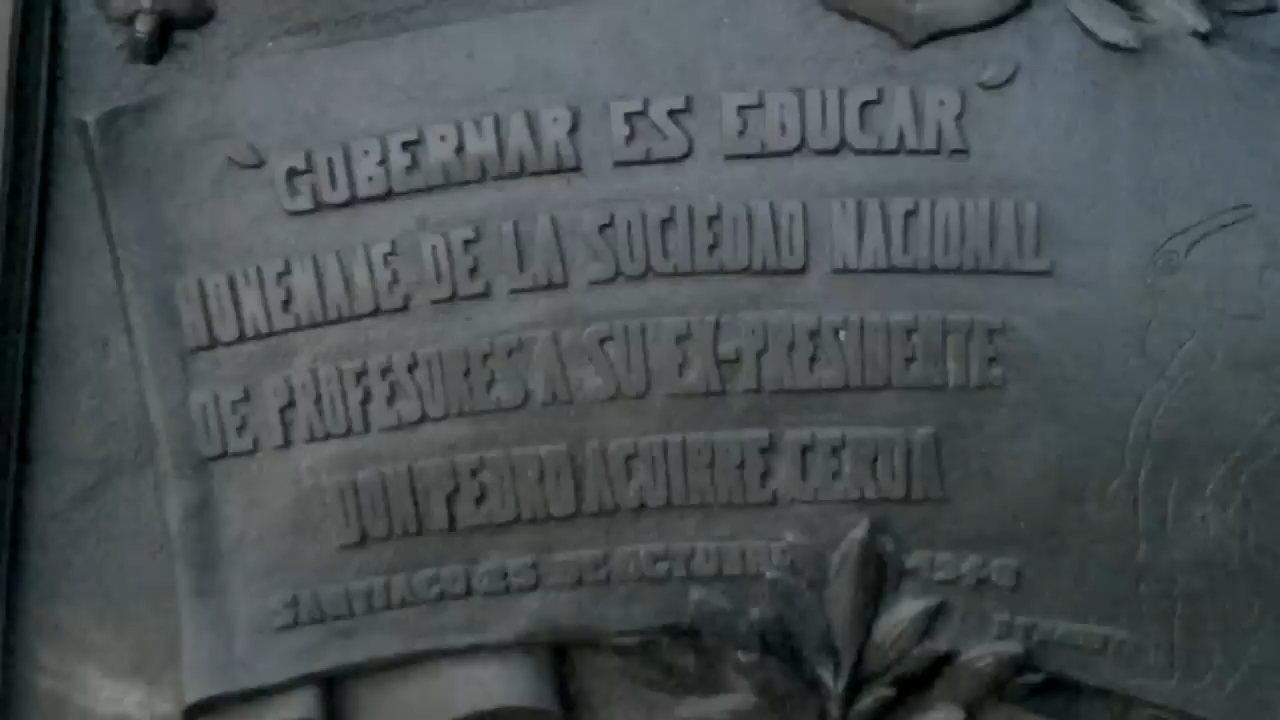 "GOBERNAR ES EDUCAR"
HOMENAJE DE LA SOCIEDAD NACIONAL
DE PROFESORES A SU EX-PRESIDENTE
DON PEDRO AGUIRRE CERDA
SANTIAGO 25 DE OCTUBRE